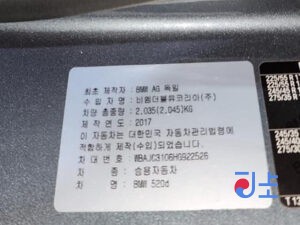 최초 제작자 : BMW AG 독일
수 입 자 명 : 비엠더블유코리아(주)
차량 총중량 : 2,035(2,045)KG
제 작 연 도 : 2017
이 자동차는 대한민국 자동차관리법령에
적합하게 제작(수입)되었습니다.
차 대 번 호 : WBAJC3106HG922526
차 종 : 승용자동차
차 명 : BMW 520d